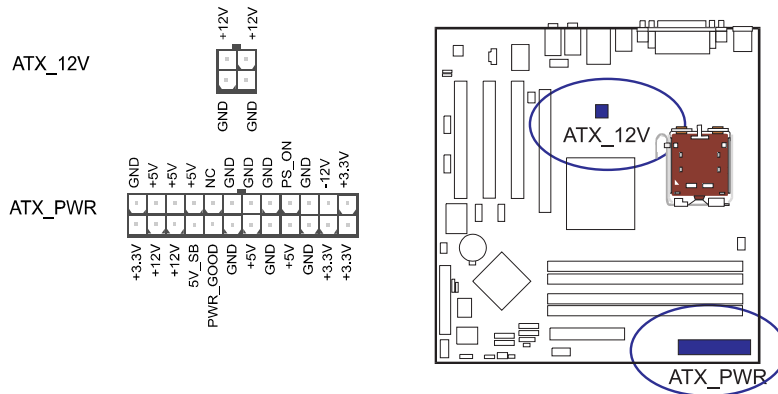 +12V
+12V
ATX_12V
GND
GND
GND
+5V
+5V
+5V
NC
GND
GND
GND
PS_ON
GND
-12V
+3.3V
ATX_PWR
+3.3V
+12V
+12V
5V_SB
PWR_GOOD
GND
+5V
GND
+5V
GND
+3.3V
+3.3V
ATX_12V
ATX_PWR